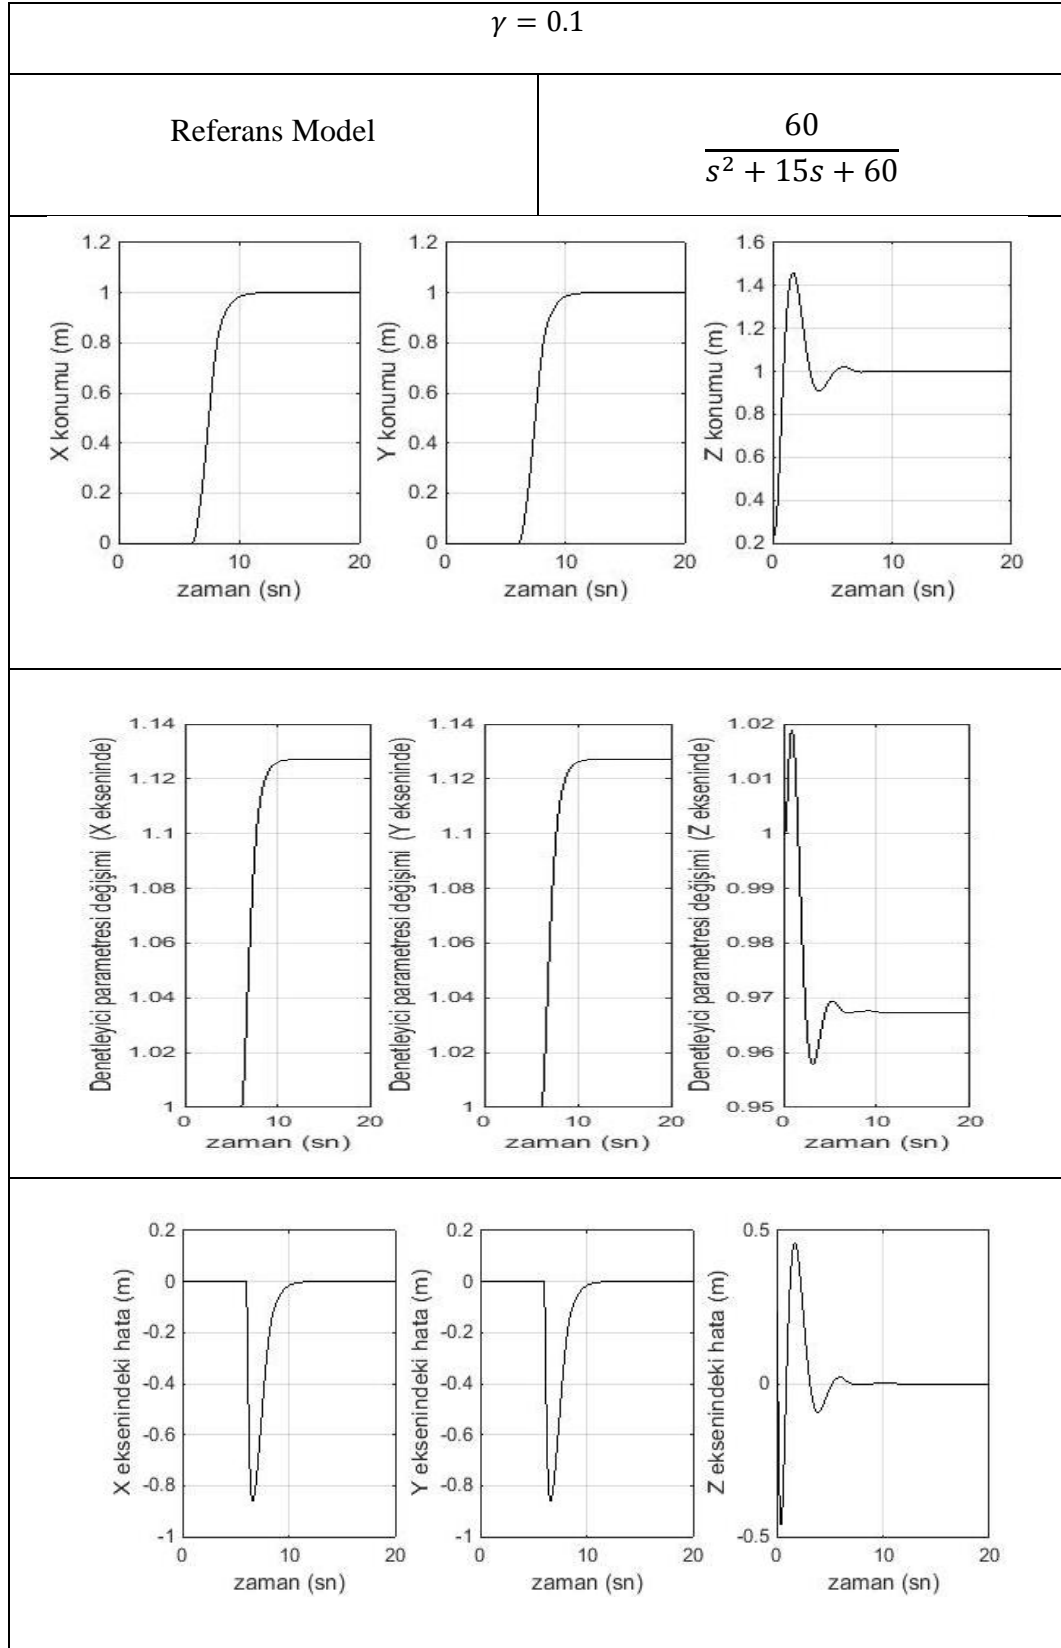 γ = 0.1
Referans Model
60
s² + 15s + 60
1.2
1
0.8
0.6
0.4
0.2
0
0 10 20
X konumu (m)
zaman (sn)
1.2
1
0.8
0.6
0.4
0.2
0
0 10 20
Y konumu (m)
zaman (sn)
1.6
1.4
1.2
1
0.8
0.6
0.4
0.2
0 10 20
Z konumu (m)
zaman (sn)
1.14
1.12
1.1
1.08
1.06
1.04
1.02
1
0 10 20
Denetleyici parametresi değişimi (X ekseninde)
zaman (sn)
1.14
1.12
1.1
1.08
1.06
1.04
1.02
1
0 10 20
Denetleyici parametresi değişimi (Y ekseninde)
zaman (sn)
1.02
1.01
1
0.99
0.98
0.97
0.96
0.95
0 10 20
Denetleyici parametresi değişimi (Z ekseninde)
zaman (sn)
0.2
0
-0.2
-0.4
-0.6
-0.8
-1
0 10 20
X eksenindeki hata (m)
zaman (sn)
0.2
0
-0.2
-0.4
-0.6
-0.8
-1
0 10 20
Y eksenindeki hata (m)
zaman (sn)
0.5
0
-0.5
0 10 20
Z eksenindeki hata (m)
zaman (sn)